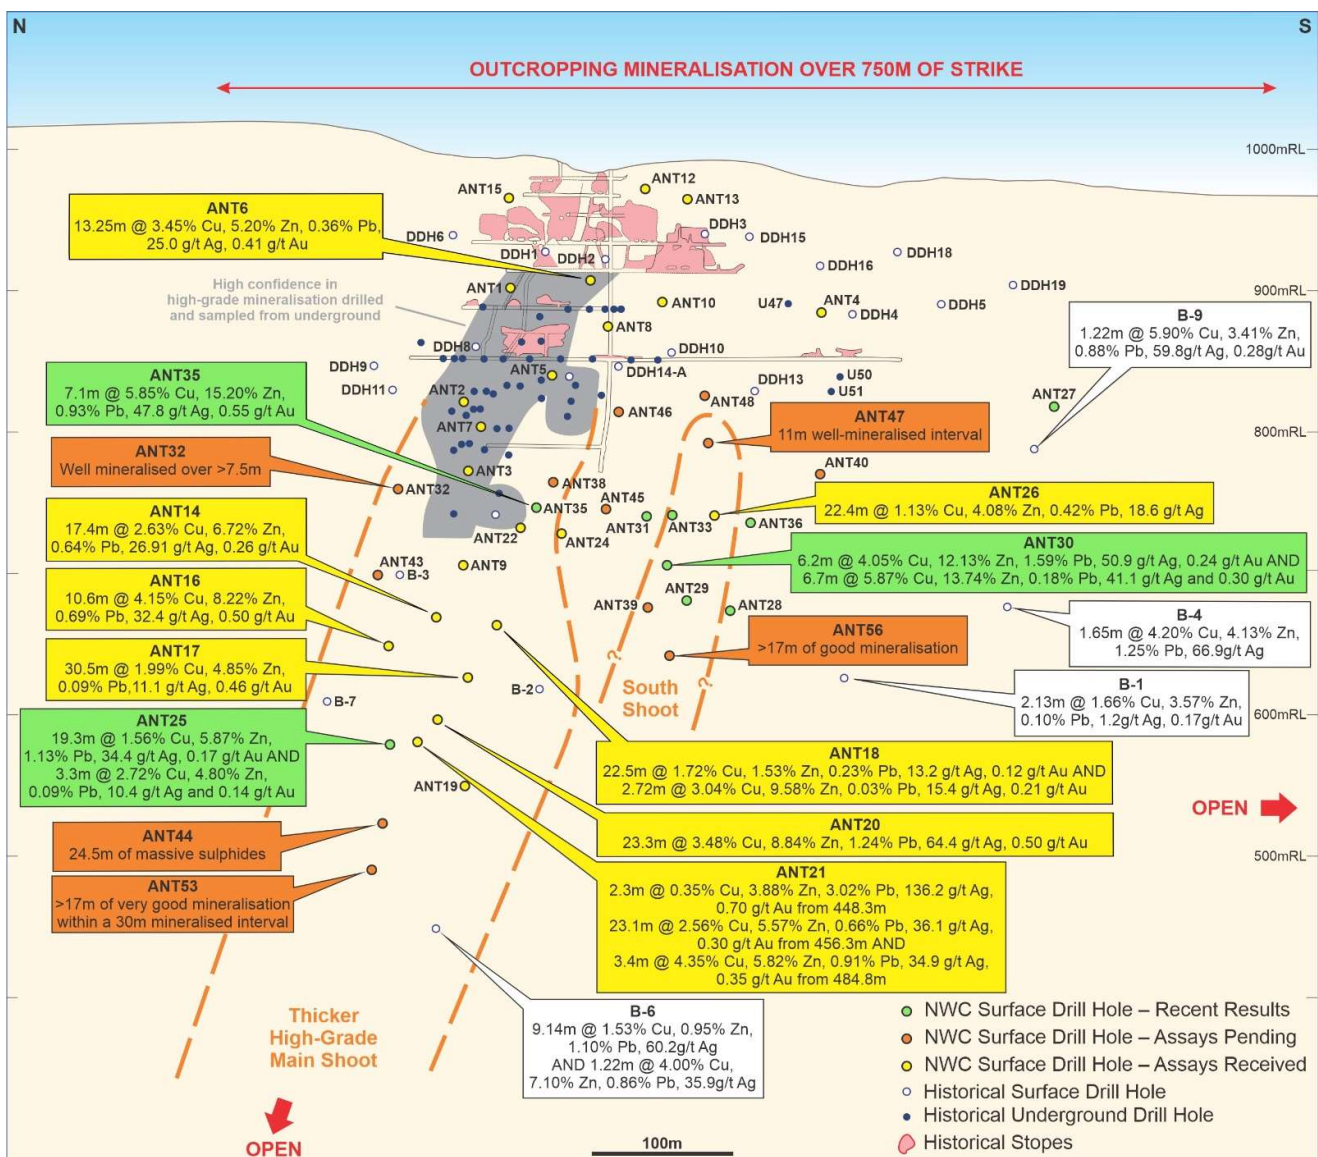 N
S
OUTCROPPING MINERALISATION OVER 750M OF STRIKE
1000mRL
ANT15
ANT12
ANT13
ANT6
13.25m @ 3.45% Cu, 5.20% Zn, 0.36% Pb,
25.0 g/t Ag, 0.41 g/t Au
DDH6
DDH1
DDH2
DDH3
DDH15
DDH16
DDH18
DDH19
High confidence in
high-grade mineralisation drilled
and sampled from underground
ANT1
ANT10
U47
ANT4
DDH4
DDH5
900mRL
ANT8
B-9
1.22m @ 5.90% Cu, 3.41% Zn,
0.88% Pb, 59.8g/t Ag, 0.28g/t Au
DDH8
DDH10
DDH9
DDH14-A
ANT5
DDH11
ANT2
DDH13
U50
U51
ANT35
7.1m @ 5.85% Cu, 15.20% Zn,
0.93% Pb, 47.8 g/t Ag, 0.55 g/t Au
ANT46
ANT48
ANT27
ANT47
11m well-mineralised interval
ANT7
800mRL
ANT32
Well mineralised over >7.5m
ANT3
ANT40
ANT32
ANT38
ANT45
ANT26
22.4m @ 1.13% Cu, 4.08% Zn, 0.42% Pb, 18.6 g/t Ag
ANT35
ANT31
ANT33
ANT36
ANT14
17.4m @ 2.63% Cu, 6.72% Zn,
0.64% Pb, 26.91 g/t Ag, 0.26 g/t Au
ANT22
ANT24
ANT30
6.2m @ 4.05% Cu, 12.13% Zn, 1.59% Pb, 50.9 g/t Ag, 0.24 g/t Au AND
6.7m @ 5.87% Cu, 13.74% Zn, 0.18% Pb, 41.1 g/t Ag and 0.30 g/t Au
ANT43
B-3
ANT9
ANT16
10.6m @ 4.15% Cu, 8.22% Zn,
0.69% Pb, 32.4 g/t Ag, 0.50 g/t Au
ANT29
ANT39
ANT28
B-4
1.65m @ 4.20% Cu, 4.13% Zn,
1.25% Pb, 66.9g/t Ag
ANT56
>17m of good mineralisation
ANT17
30.5m @ 1.99% Cu, 4.85% Zn,
0.09% Pb,11.1 g/t Ag, 0.46 g/t Au
?
?
South
Shoot
B-2
B-7
B-1
2.13m @ 1.66% Cu, 3.57% Zn,
0.10% Pb, 1.2g/t Ag, 0.17g/t Au
600mRL
ANT25
19.3m @ 1.56% Cu, 5.87% Zn,
1.13% Pb, 34.4 g/t Ag, 0.17 g/t Au AND
3.3m @ 2.72% Cu, 4.80% Zn,
0.09% Pb, 10.4 g/t Ag and 0.14 g/t Au
ANT19
ANT18
22.5m @ 1.72% Cu, 1.53% Zn, 0.23% Pb, 13.2 g/t Ag, 0.12 g/t Au AND
2.72m @ 3.04% Cu, 9.58% Zn, 0.03% Pb, 15.4 g/t Ag, 0.21 g/t Au
OPEN
ANT20
23.3m @ 3.48% Cu, 8.84% Zn, 1.24% Pb, 64.4 g/t Ag, 0.50 g/t Au
ANT44
24.5m of massive sulphides
500mRL
ANT21
2.3m @ 0.35% Cu, 3.88% Zn, 3.02% Pb, 136.2 g/t Ag,
0.70 g/t Au from 448.3m
23.1m @ 2.56% Cu, 5.57% Zn, 0.66% Pb, 36.1 g/t Ag,
0.30 g/t Au from 456.3m AND
3.4m @ 4.35% Cu, 5.82% Zn, 0.91% Pb, 34.9 g/t Ag,
0.35 g/t Au from 484.8m
ANT53
>17m of very good mineralisation
within a 30m mineralised interval
Thicker
High-Grade
Main Shoot
B-6
9.14m @ 1.53% Cu, 0.95% Zn,
1.10% Pb, 60.2g/t Ag
AND 1.22m @ 4.00% Cu,
7.10% Zn, 0.86% Pb, 35.9g/t Ag
NWC Surface Drill Hole – Recent Results
NWC Surface Drill Hole – Assays Pending
NWC Surface Drill Hole – Assays Received
Historical Surface Drill Hole
Historical Underground Drill Hole
Historical Stopes
OPEN
100m